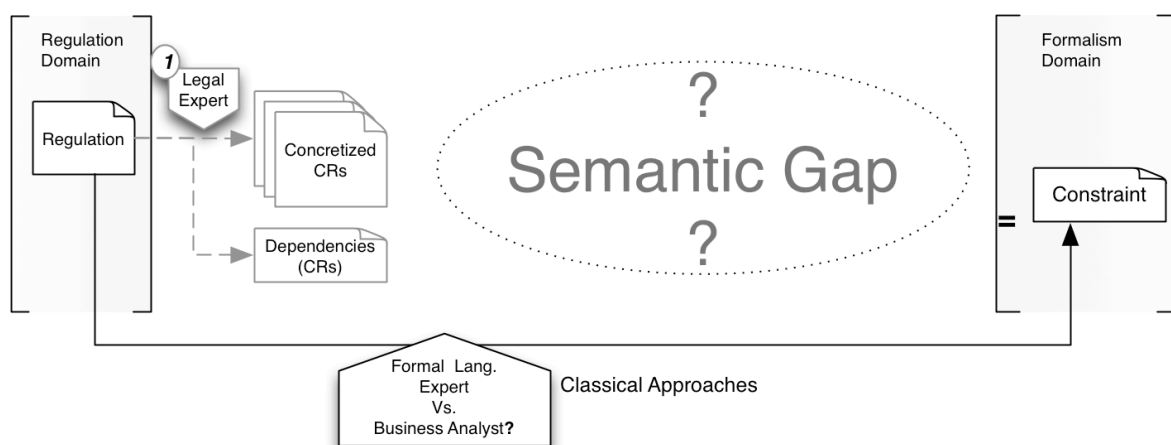 Regulation
Domain
1
Legal
Expert
Regulation
Concretized
CRs
Dependencies
(CRs)
?
Semantic Gap
?
Formalism
Domain
=
Constraint
Formal Lang.
Expert
Vs.
Business Analyst?
Classical Approaches